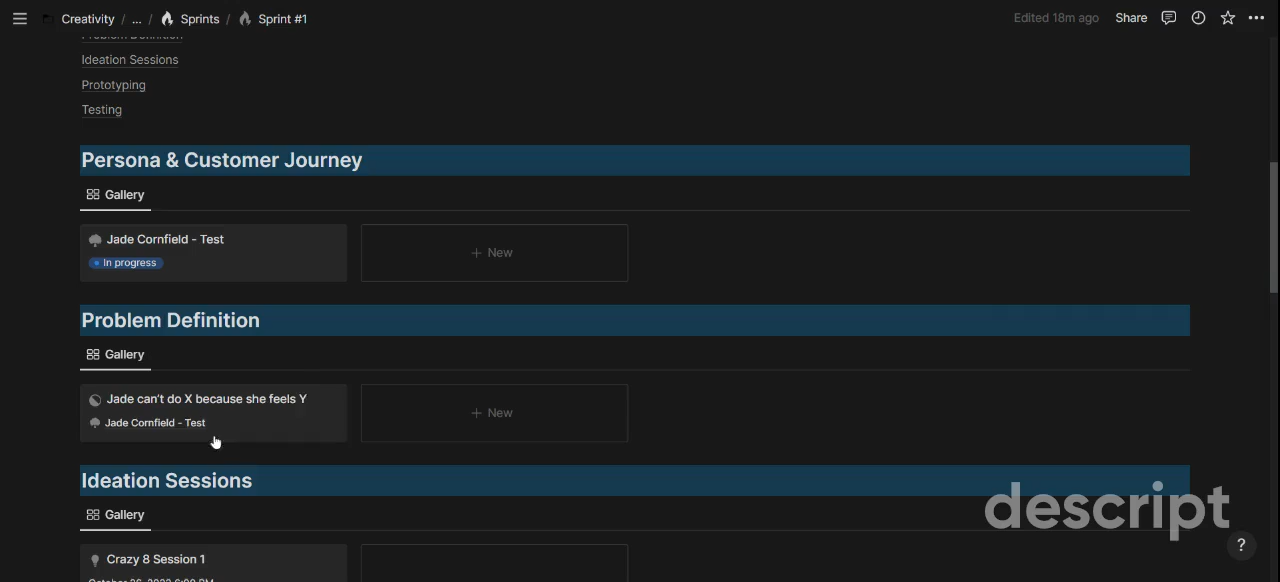 Creativity / ... / Sprints / Sprint #1
Edited 18m ago Share
Problem Definition
Ideation Sessions
Prototyping
Testing
Persona & Customer Journey
Gallery
Jade Cornfield - Test
In progress
+ New
Problem Definition
Gallery
Jade can't do X because she feels Y
Jade Cornfield - Test
+ New
Ideation Sessions
Gallery
descript
?
Crazy 8 Session 1